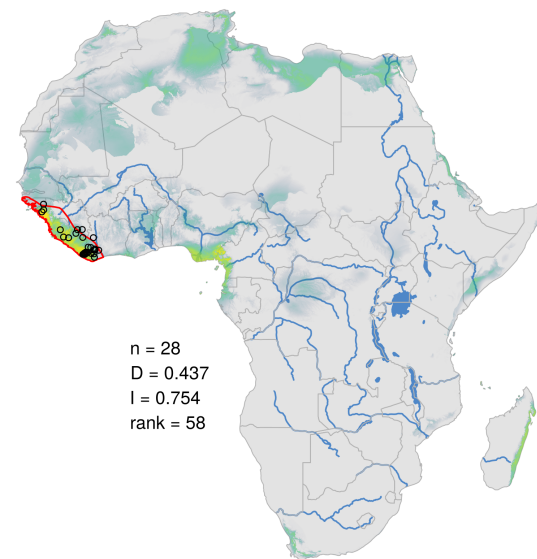 n = 28
D = 0.437
I = 0.754
rank = 58